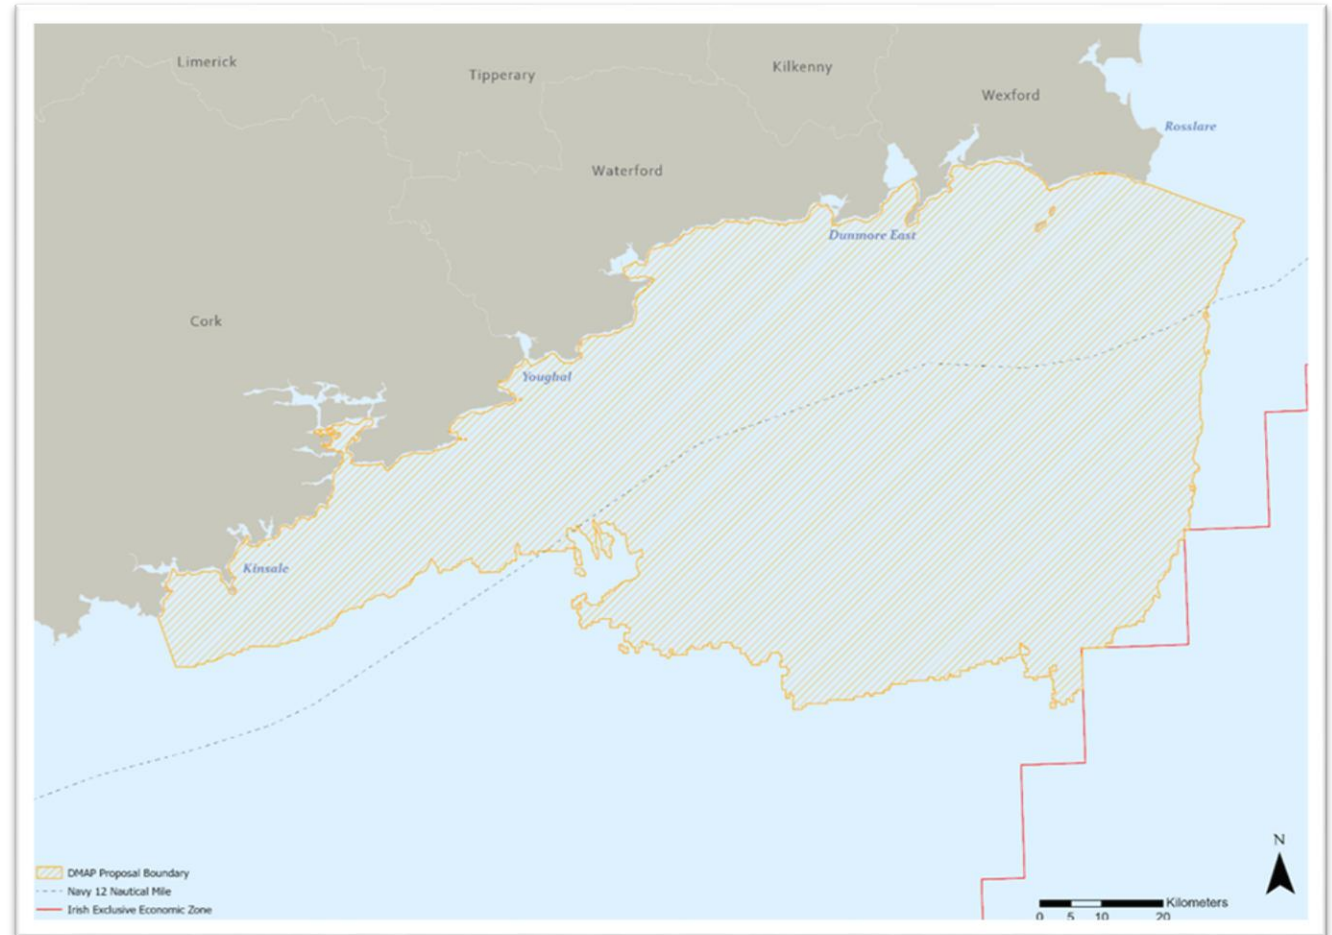 Limerick
Tipperary
Kilkenny
Wexford
Rosslare
Waterford
Dunmore East
Cork
Youghal
Kinsale
DMAP Proposal Boundary
Navy 12 Nautical Mile
Irish Exclusive Economic Zone
N
Kilometers
0 5 10 20